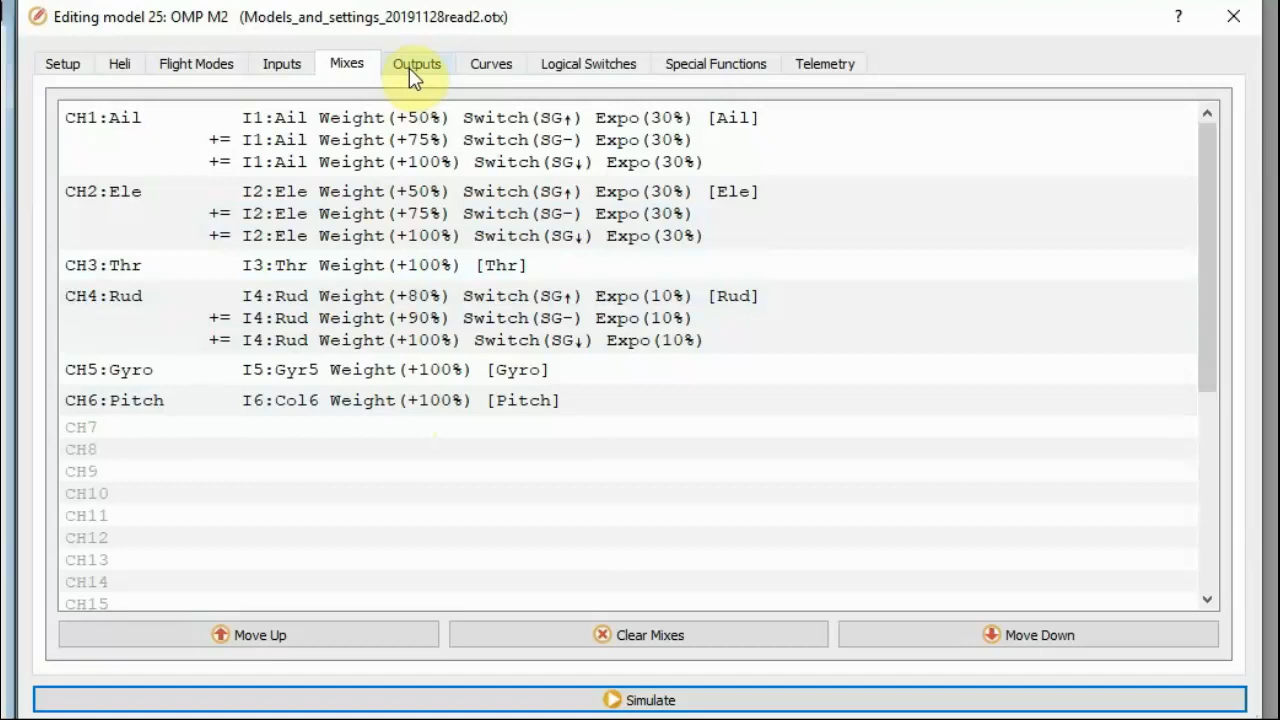 Editing model 25: OMP M2 (Models_and_settings_20191128read2.otx) ?
Setup Heli Flight Modes Inputs Mixes Outputs Curves Logical Switches Special Functions Telemetry
CH1:Ail I1:Ail Weight(+50%) Switch(SG↑) Expo(30%) [Ail]
+= I1:Ail Weight(+75%) Switch(SG-) Expo(30%)
+= I1:Ail Weight(+100%) Switch(SG↓) Expo(30%)
CH2:Ele I2:Ele Weight(+50%) Switch(SG↑) Expo(30%) [Ele]
+= I2:Ele Weight(+75%) Switch(SG-) Expo(30%)
+= I2:Ele Weight(+100%) Switch(SG↓) Expo(30%)
CH3:Thr I3:Thr Weight(+100%) [Thr]
CH4:Rud I4:Rud Weight(+80%) Switch(SG↑) Expo(10%) [Rud]
+= I4:Rud Weight(+90%) Switch(SG-) Expo(10%)
+= I4:Rud Weight(+100%) Switch(SG↓) Expo(10%)
CH5:Gyro I5:Gyr5 Weight(+100%) [Gyro]
CH6:Pitch I6:Col6 Weight(+100%) [Pitch]
CH7
CH8
CH9
CH10
CH11
CH12
CH13
CH14
CH15
Move Up Clear Mixes Move Down
Simulate